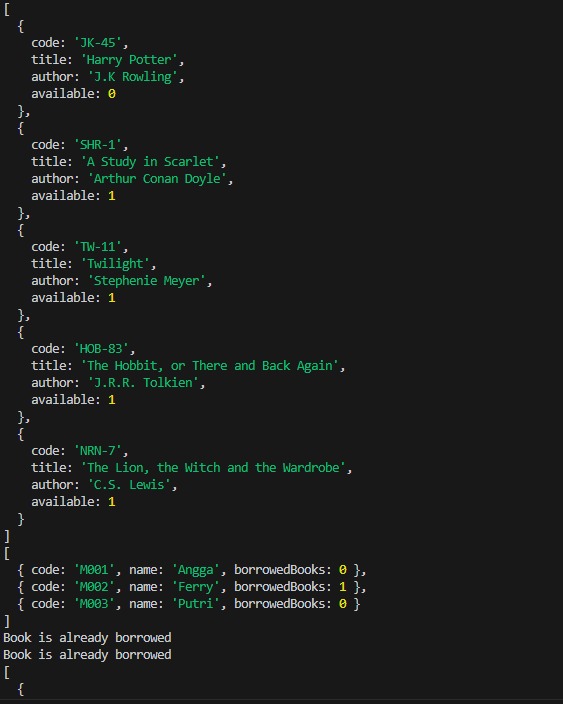 [
  {
    code: 'JK-45',
    title: 'Harry Potter',
    author: 'J.K Rowling',
    available: 0
  },
  {
    code: 'SHR-1',
    title: 'A Study in Scarlet',
    author: 'Arthur Conan Doyle',
    available: 1
  },
  {
    code: 'TW-11',
    title: 'Twilight',
    author: 'Stephenie Meyer',
    available: 1
  },
  {
    code: 'HOB-83',
    title: 'The Hobbit, or There and Back Again',
    author: 'J.R.R. Tolkien',
    available: 1
  },
  {
    code: 'NRN-7',
    title: 'The Lion, the Witch and the Wardrobe',
    author: 'C.S. Lewis',
    available: 1
  }
]
[
  { code: 'M001', name: 'Angga', borrowedBooks: 0 },
  { code: 'M002', name: 'Ferry', borrowedBooks: 1 },
  { code: 'M003', name: 'Putri', borrowedBooks: 0 }
]
Book is already borrowed
Book is already borrowed
[
  {